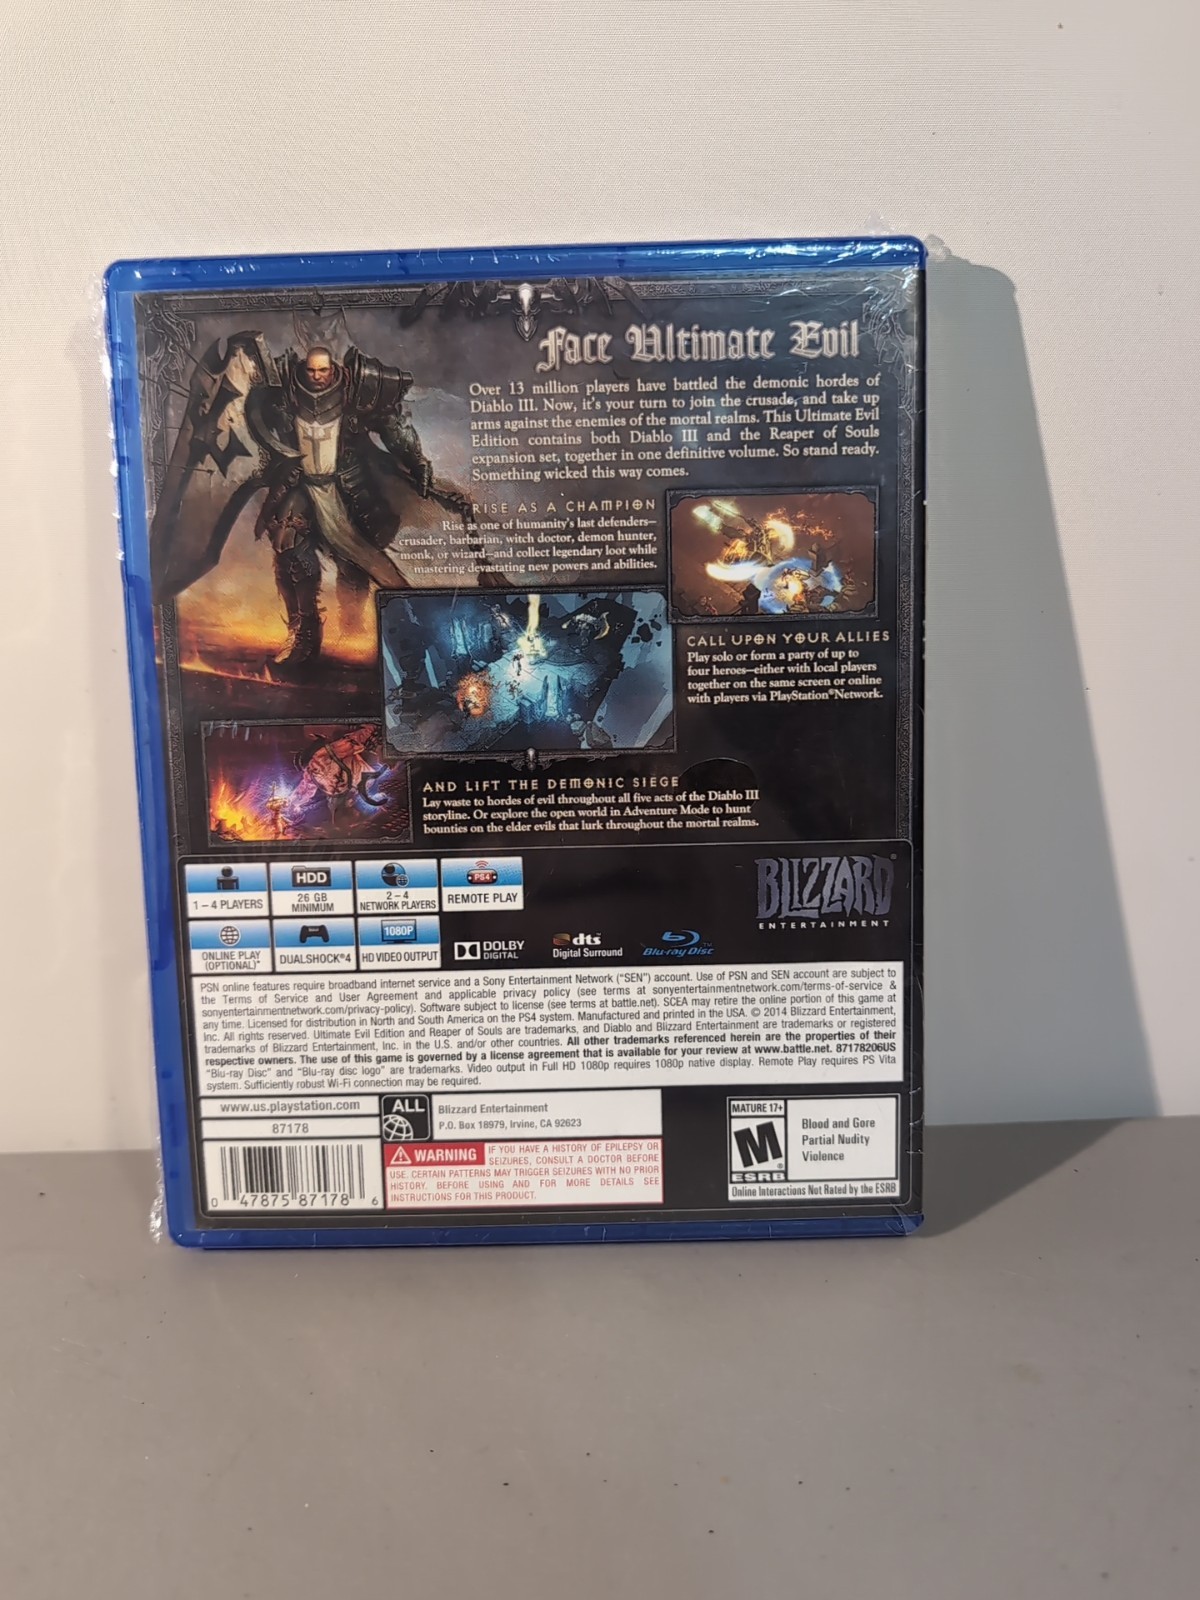 Face Ultimate Evil
Over 13 million players have battled the demonic hordes of
Diablo III. Now, it's your turn to join the crusade, and take up
arms against the enemies of the mortal realms. This Ultimate Evil
Edition contains both Diablo III and the Reaper of Souls
expansion set, together in one definitive volume. So stand ready.
Something wicked this way comes.
RISE AS A CHAMPION
Rise as one of humanity's last defenders—
crusader, barbarian, witch doctor, demon hunter,
monk, or wizard—and collect legendary loot while
mastering devastating new powers and abilities.
CALL UPON YOUR ALLIES
Play solo or form a party of up to
four heroes—either with local players
together on the same screen or online
with players via PlayStation®Network.
AND LIFT THE DEMONIC SIEGE
Lay waste to hordes of evil throughout all five acts of the Diablo III
storyline. Or explore the open world in Adventure Mode to hunt
bounties on the elder evils that lurk throughout the mortal realms.
1 – 4 PLAYERS
HDD
26 GB
MINIMUM
2 – 4
NETWORK PLAYERS
PS4
REMOTE PLAY
ONLINE PLAY
(OPTIONAL)*
DUALSHOCK®4
1080P
HD VIDEO OUTPUT
DOLBY
DIGITAL
dts
Digital Surround
Blu-ray Disc™
BLIZZARD®
ENTERTAINMENT
PSN online features require broadband internet service and a Sony Entertainment Network ("SEN") account. Use of PSN and SEN account are subject to
the Terms of Service and User Agreement and applicable privacy policy (see terms at sonyentertainmentnetwork.com/terms-of-service &
sonyentertainmentnetwork.com/privacy-policy). Software subject to license (see terms at battle.net). SCEA may retire the online portion of this game at
any time. Licensed for distribution in North and South America on the PS4 system. Manufactured and printed in the USA. © 2014 Blizzard Entertainment,
Inc. All rights reserved. Ultimate Evil Edition and Reaper of Souls are trademarks, and Diablo and Blizzard Entertainment are trademarks or registered
trademarks of Blizzard Entertainment, Inc. in the U.S. and/or other countries. All other trademarks referenced herein are the properties of their
respective owners. The use of this game is governed by a license agreement that is available for your review at www.battle.net. 87178206US
"Blu-ray Disc" and "Blu-ray disc logo" are trademarks. Video output in Full HD 1080p requires 1080p native display. Remote Play requires PS Vita
system. Sufficiently robust Wi-Fi connection may be required.
www.us.playstation.com
87178
ALL
Blizzard Entertainment
P.O. Box 18979, Irvine, CA 92623
WARNING IF YOU HAVE A HISTORY OF EPILEPSY OR
SEIZURES, CONSULT A DOCTOR BEFORE
USE. CERTAIN PATTERNS MAY TRIGGER SEIZURES WITH NO PRIOR
HISTORY. BEFORE USING AND FOR MORE DETAILS SEE
INSTRUCTIONS FOR THIS PRODUCT.
0 47875 87178 6
MATURE 17+
M
ESRB
Blood and Gore
Partial Nudity
Violence
Online Interactions Not Rated by the ESRB